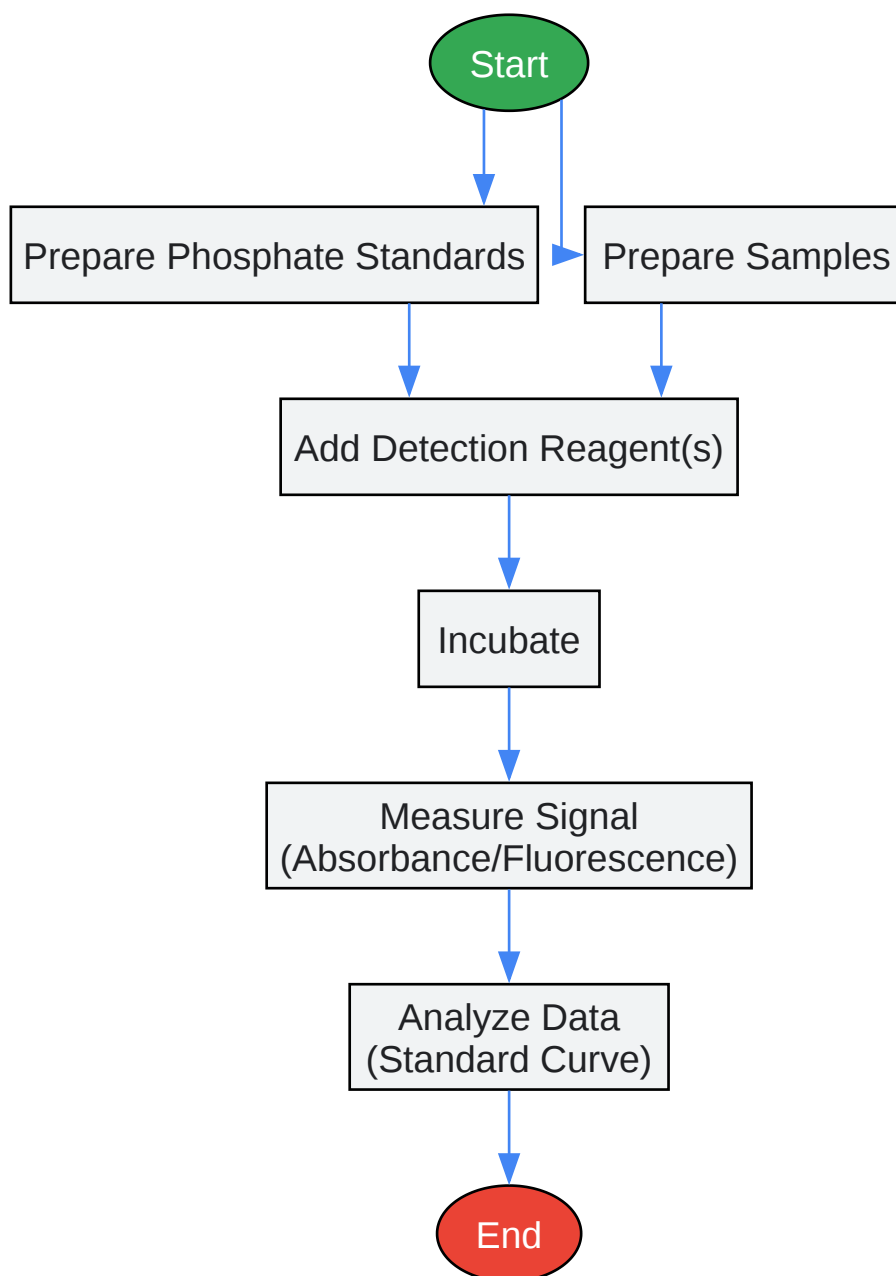 Start
Prepare Phosphate Standards
Prepare Samples
Add Detection Reagent(s)
Incubate
Measure Signal
(Absorbance/Fluorescence)
Analyze Data
(Standard Curve)
End